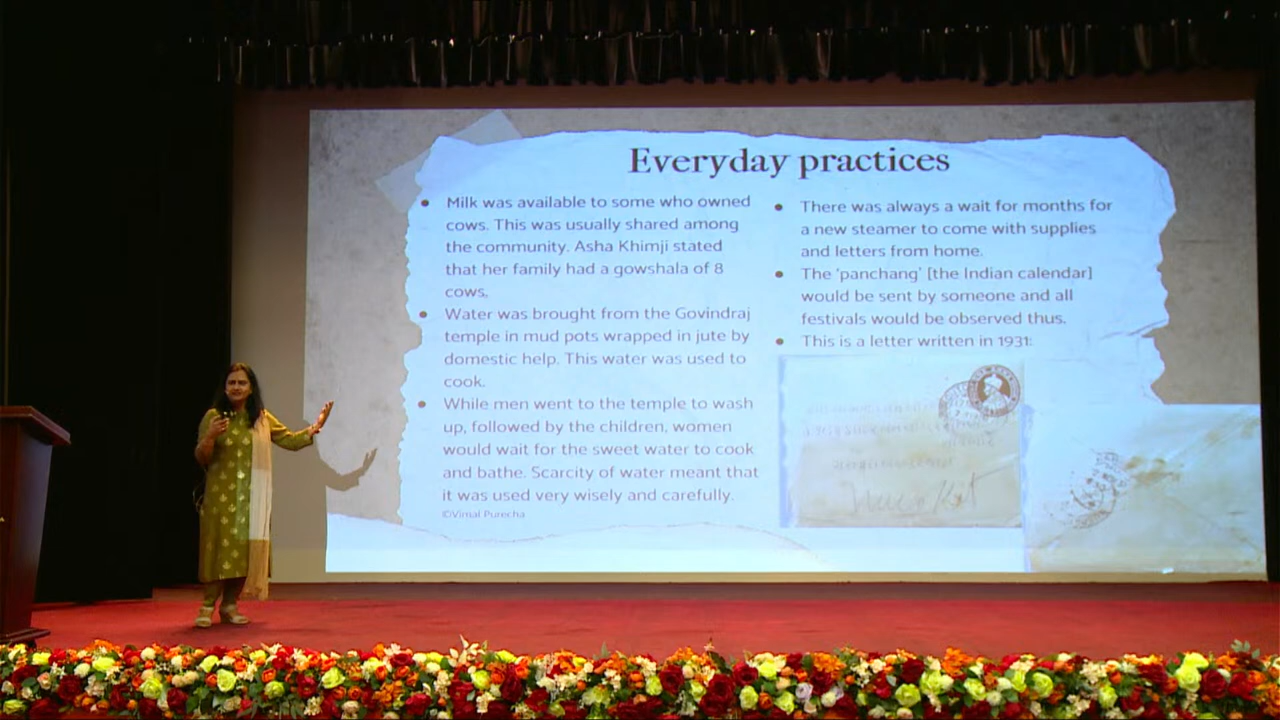 Everyday practices
• Milk was available to some who owned
cows. This was usually shared among
the community. Asha Khimji stated
that her family had a gowshala of 8
cows.
• Water was brought from the Govindraj
temple in mud pots wrapped in jute by
domestic help. This water was used to
cook.
• While men went to the temple to wash
up, followed by the children, women
would wait for the sweet water to cook
and bathe. Scarcity of water meant that
it was used very wisely and carefully.
©Vimal Purecha
• There was always a wait for months for
a new steamer to come with supplies
and letters from home.
• The 'panchang' [the Indian calendar]
would be sent by someone and all
festivals would be observed thus.
• This is a letter written in 1931: